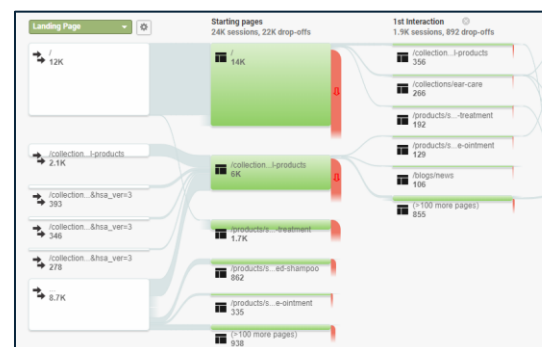 Landing Page
/
12K
/collection...l-products
2.1K
/collection...&hsa_ver=3
393
/collection...&hsa_ver=3
346
/collection...&hsa_ver=3
278
...
8.7K
Starting pages
24K sessions, 22K drop-offs
/
14K
/collection...l-products
6K
/products/s...-treatment
1.7K
/products/s...ed-shampoo
862
/products/s...e-ointment
335
(>100 more pages)
938
1st Interaction
1.9K sessions, 892 drop-offs
/collection...l-products
356
/collections/ear-care
266
/products/s...-treatment
192
/products/s...e-ointment
129
/blogs/news
106
(>100 more pages)
855